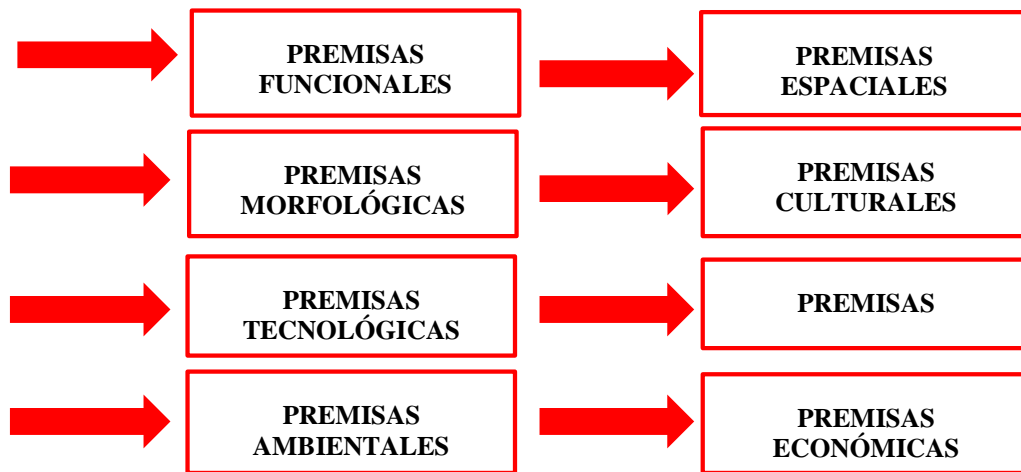 PREMISAS
FUNCIONALES
PREMISAS
ESPACIALES
PREMISAS
MORFOLÓGICAS
PREMISAS
CULTURALES
PREMISAS
TECNOLÓGICAS
PREMISAS
PREMISAS
AMBIENTALES
PREMISAS
ECONÓMICAS